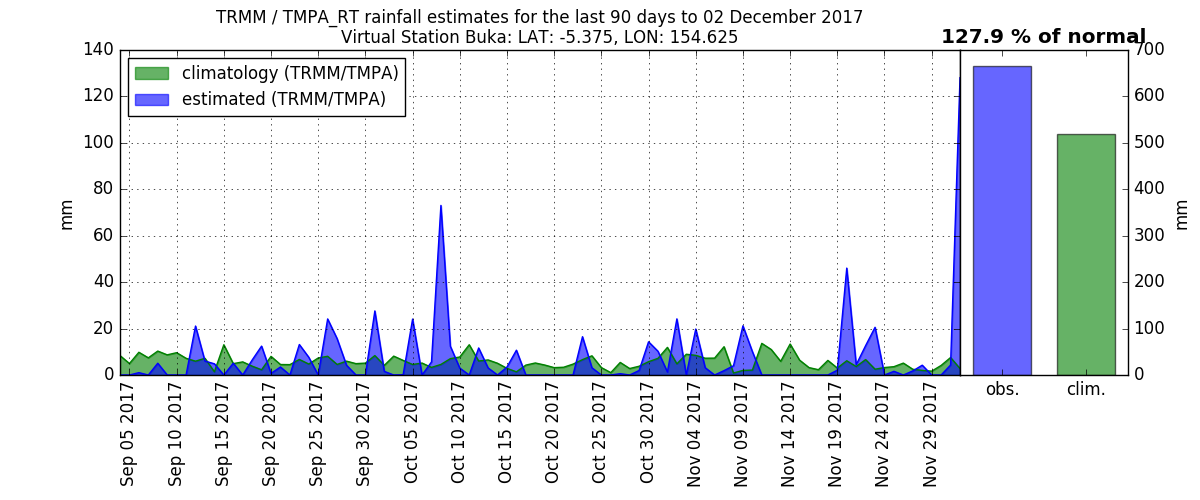 TRMM / TMPA_RT rainfall estimates for the last 90 days to 02 December 2017
Virtual Station Buka: LAT: -5.375, LON: 154.625
127.9 % of normal
climatology (TRMM/TMPA)
estimated (TRMM/TMPA)
140
120
100
80
60
40
20
0
mm
Sep 05 2017
Sep 10 2017
Sep 15 2017
Sep 20 2017
Sep 25 2017
Sep 30 2017
Oct 05 2017
Oct 10 2017
Oct 15 2017
Oct 20 2017
Oct 25 2017
Oct 30 2017
Nov 04 2017
Nov 09 2017
Nov 14 2017
Nov 19 2017
Nov 24 2017
Nov 29 2017
obs.
clim.
700
600
500
400
300
200
100
0
mm